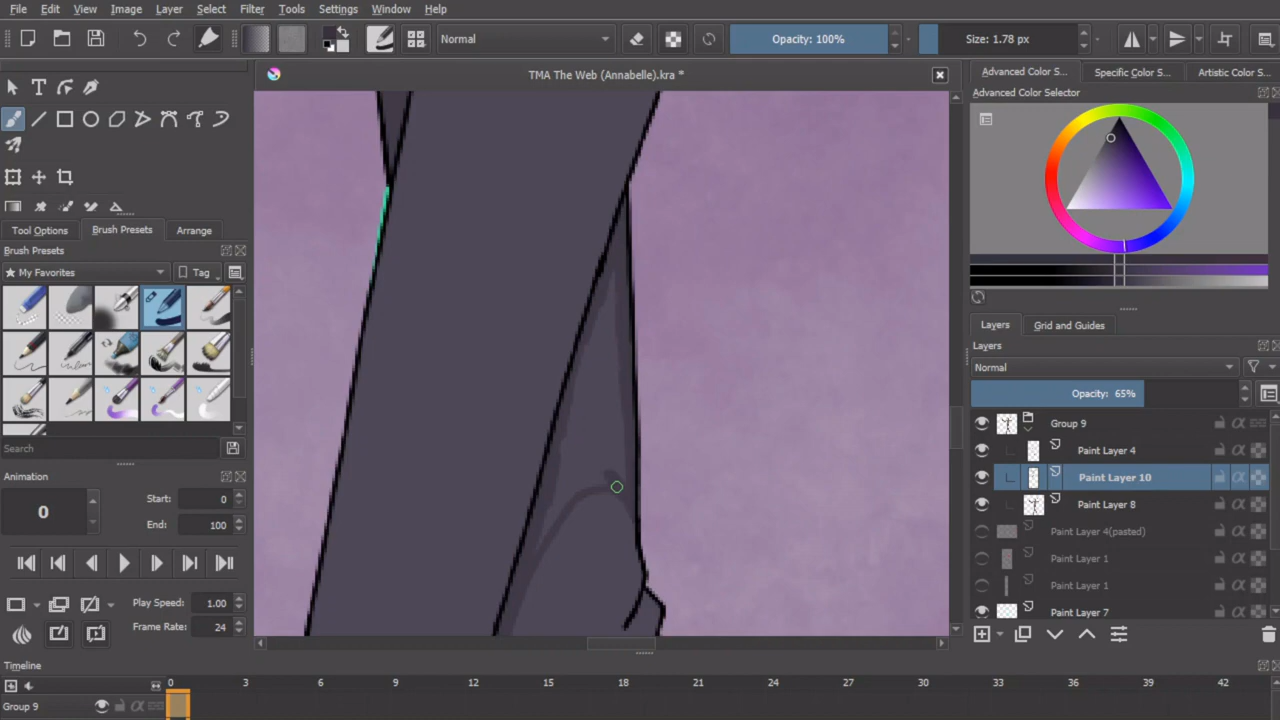 File Edit View Image Layer Select Filter Tools Settings Window Help
Normal Opacity: 100% Size: 1.78 px
TMA The Web (Annabelle).kra *
Advanced Color S... Specific Color S... Artistic Color S...
Advanced Color Selector
Tool Options Brush Presets Arrange
Brush Presets
My Favorites Tag
Search
Animation
0 Start: 0
End: 100
Play Speed: 1.00
Frame Rate: 24
Layers Grid and Guides
Layers
Normal
Opacity: 65%
Group 9
Paint Layer 4
Paint Layer 10
Paint Layer 8
Paint Layer 4(pasted)
Paint Layer 1
Paint Layer 1
Paint Layer 7
Timeline
0 3 6 9 12 15 18 21 24 27 30 33 36 39 42
Group 9